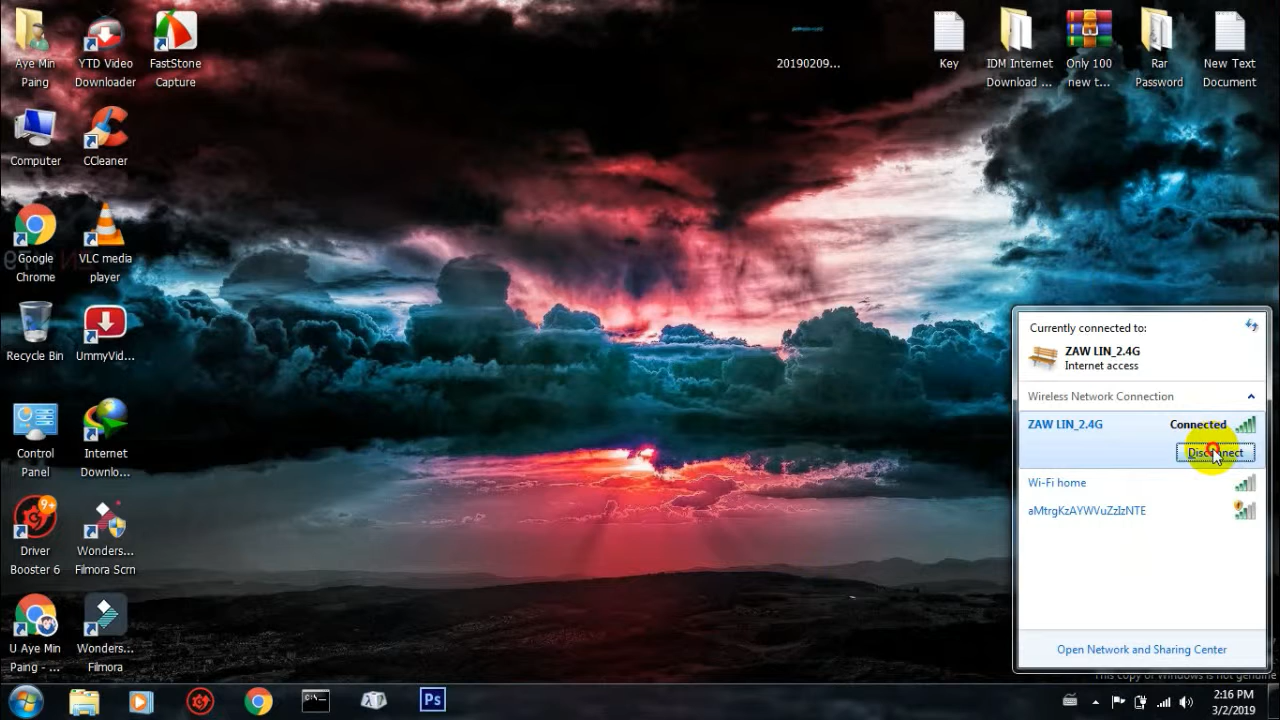 Aye Min
Paing
YTD Video
Downloader
FastStone
Capture
20190209...
Key
IDM Internet
Download ...
Only 100
new t...
Rar
Password
New Text
Document
Computer
CCleaner
Google
Chrome
VLC media
player
Recycle Bin
UmmyVid...
Control
Panel
Internet
Downlo...
9+
Driver
Booster 6
Wonders...
Filmora Scrn
U Aye Min
Paing - ...
Wonders...
Filmora
Currently connected to:
ZAW LIN_2.4G
Internet access
Wireless Network Connection
ZAW LIN_2.4G
Connected
Disconnect
Wi-Fi home
aMtrgKzAYWVuZzIzNTE
Open Network and Sharing Center
This copy of Windows is not genuine
C:\_
Ps
2:16 PM
3/2/2019